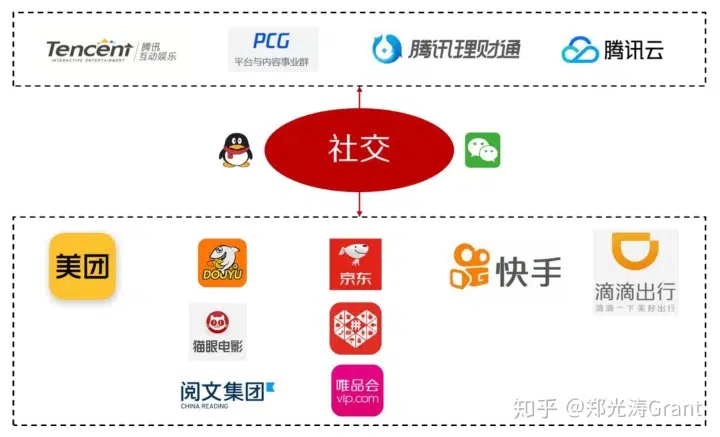 Tencent 腾讯
INTERACTIVE ENTERTAINMENT 互动娱乐
PCG
平台与内容事业群
腾讯理财通
腾讯云
社交
美团
DOUYU
京东
快手
滴滴出行
滴滴一下 美好出行
猫眼电影
拼
阅文集团
CHINA READING
唯品会
vip.com
知乎 @郑光涛Grant